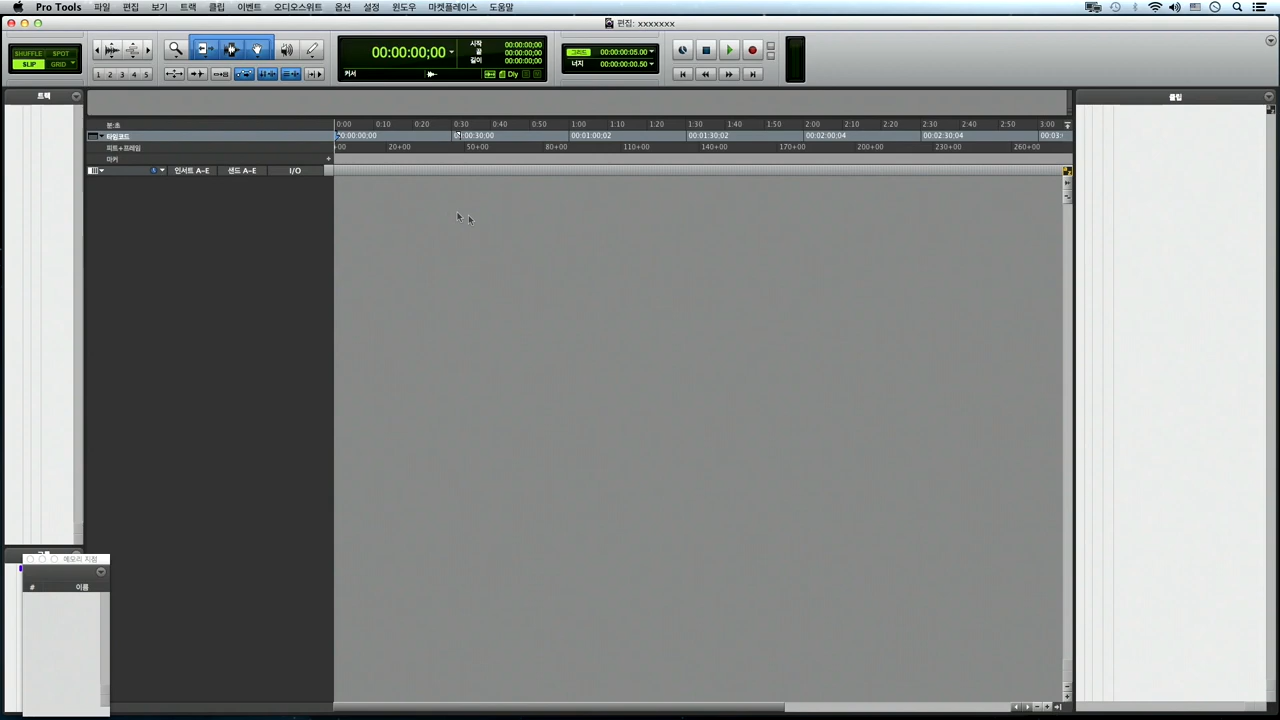 Pro Tools 파일 편집 보기 트랙 클립 이벤트 오디오스위트 옵션 설정 윈도우 마켓플레이스 도움말
편집: xxxxxxx
SHUFFLE SPOT
SLIP GRID
1 2 3 4 5
00:00:00;00
시작 00:00:00;00
끝 00:00:00;00
길이 00:00:00;00
커서
Dly
그리드 00:00:00:05.00
너지 00:00:00:00.50
트랙
클립
분:초 0:00 0:10 0:20 0:30 0:40 0:50 1:00 1:10 1:20 1:30 1:40 1:50 2:00 2:10 2:20 2:30 2:40 2:50 3:00
타임코드 00:00:00:00 00:00:30;00 00:01:00;02 00:01:30;02 00:02:00;04 00:02:30;04 00:03:
피트+프레임 +00 20+00 50+00 110+00 140+00 170+00 200+00 230+00 260+00
마커
인서트 A-E 센드 A-E I/O
메모리 지점
# 이름